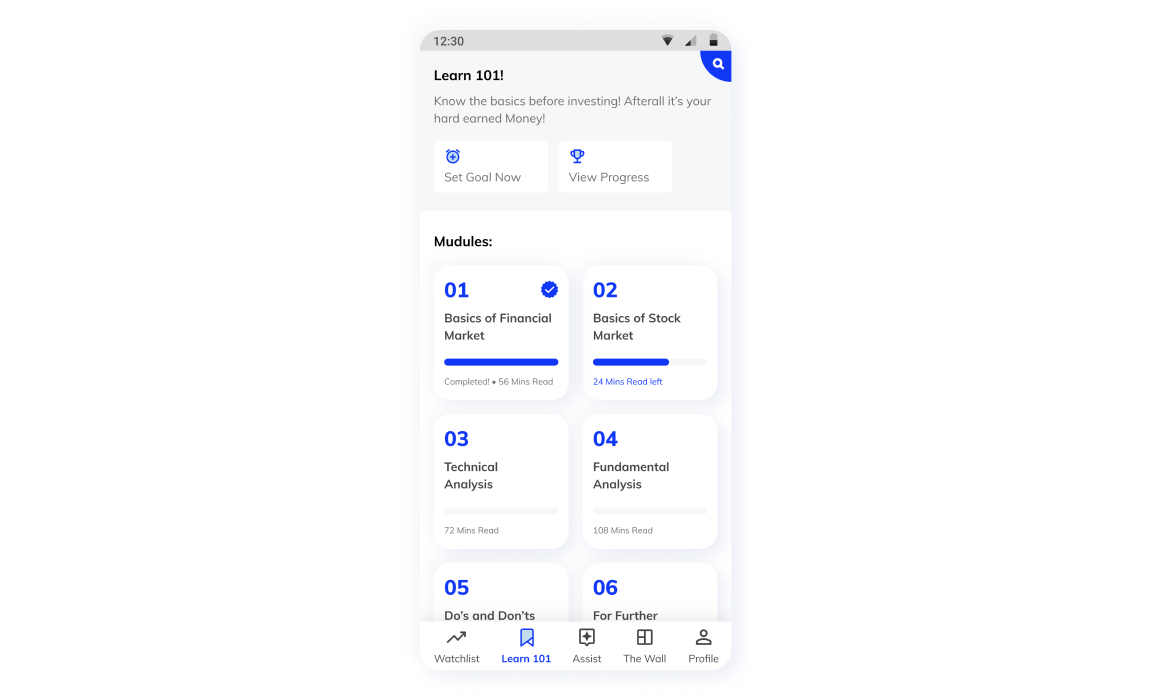 12:30
Learn 101!
Know the basics before investing! Afterall it's your
hard earned Money!
Set Goal Now
View Progress
Mudules:
01
Basics of Financial
Market
Completed! • 56 Mins Read
02
Basics of Stock
Market
24 Mins Read left
03
Technical
Analysis
72 Mins Read
04
Fundamental
Analysis
108 Mins Read
05
Do's and Don'ts
06
For Further
Watchlist
Learn 101
Assist
The Wall
Profile